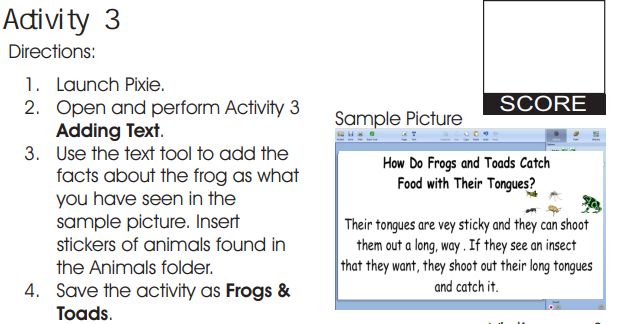 Activity 3
Directions:
1. Launch Pixie.
2. Open and perform Activity 3
Adding Text.
3. Use the text tool to add the
facts about the frog as what
you have seen in the
sample picture. Insert
stickers of animals found in
the Animals folder.
4. Save the activity as Frogs &
Toads.
SCORE
Sample Picture
How Do Frogs and Toads Catch
Food with Their Tongues?
Their tongues are vey sticky and they can shoot
them out a long, way . If they see an insect
that they want, they shoot out their long tongues
and catch it.